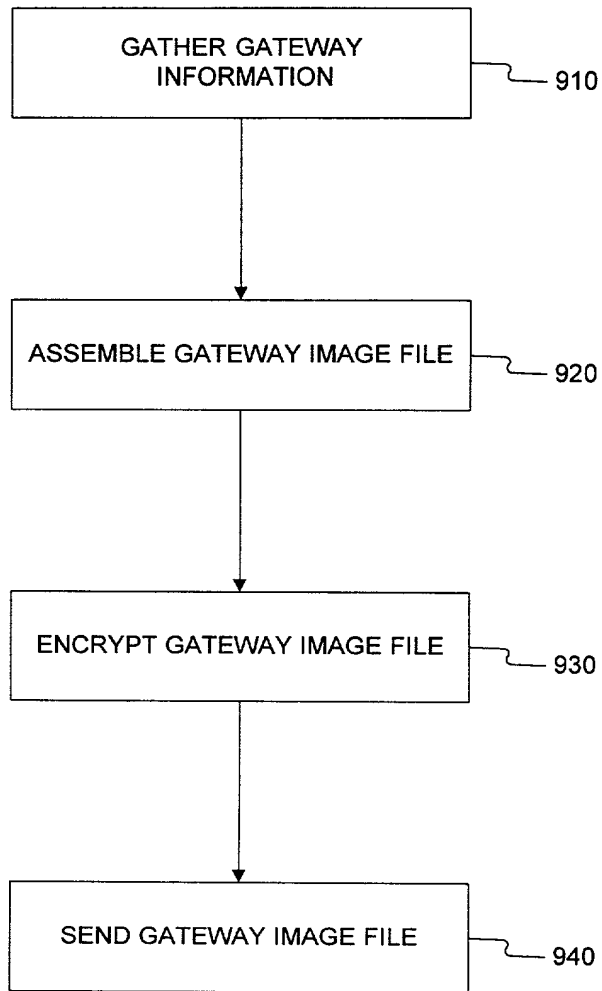 GATHER GATEWAY
INFORMATION
910
ASSEMBLE GATEWAY IMAGE FILE
920
ENCRYPT GATEWAY IMAGE FILE
930
SEND GATEWAY IMAGE FILE
940